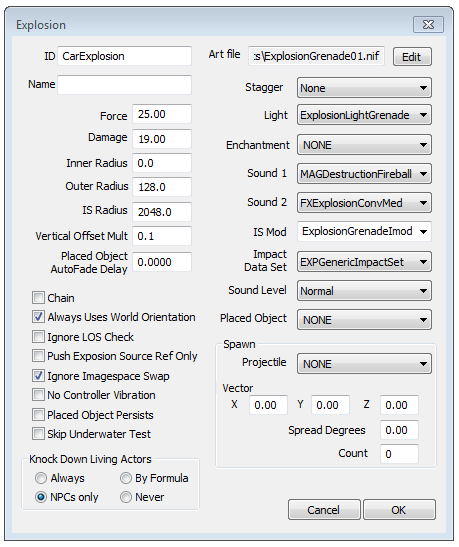 Explosion
ID CarExplosion
Art file :s\ExplosionGrenade01.nif Edit
Name
Stagger None
Force 25.00
Light ExplosionLightGrenade
Damage 19.00
Enchantment NONE
Inner Radius 0.0
Sound 1 MAGDestructionFireball
Outer Radius 128.0
Sound 2 FXExplosionConvMed
IS Radius 2048.0
IS Mod ExplosionGrenadeImod
Vertical Offset Mult 0.1
Impact
Data Set EXPGenericImpactSet
Placed Object
AutoFade Delay 0.0000
Sound Level Normal
Chain
Placed Object NONE
Always Uses World Orientation
Ignore LOS Check
Push Exposion Source Ref Only
Ignore Imagespace Swap
No Controller Vibration
Placed Object Persists
Skip Underwater Test
Spawn
Projectile NONE
Vector
X 0.00 Y 0.00 Z 0.00
Spread Degrees 0.00
Count 0
Knock Down Living Actors
Always By Formula
NPCs only Never
Cancel OK